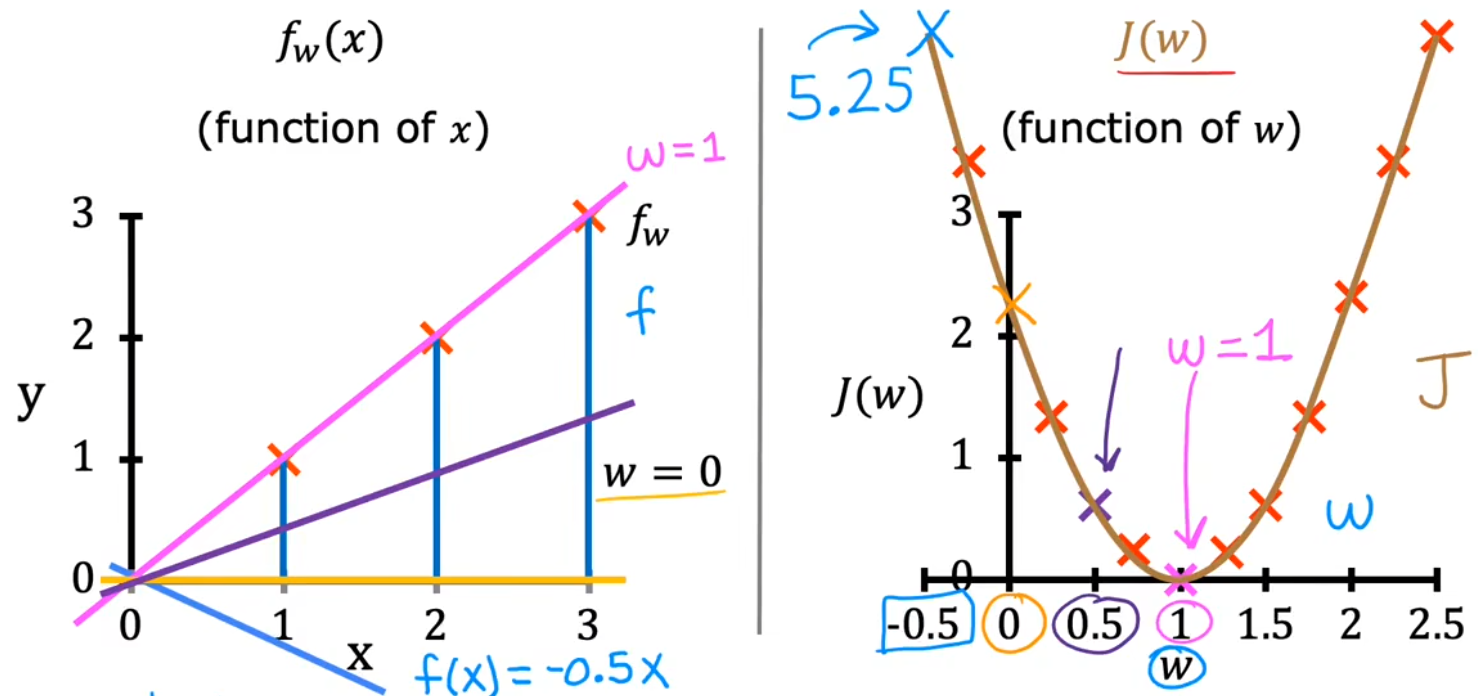 f_w(x)
(function of x)
w=1
f_w
f
3
2
y
1
w = 0
0
0 1 2 3
x
f(x) = -0.5x
5.25
J(w)
(function of w)
3
2
w=1
J(w)
J
1
w
0
-0.5 0 0.5 1 1.5 2 2.5
w